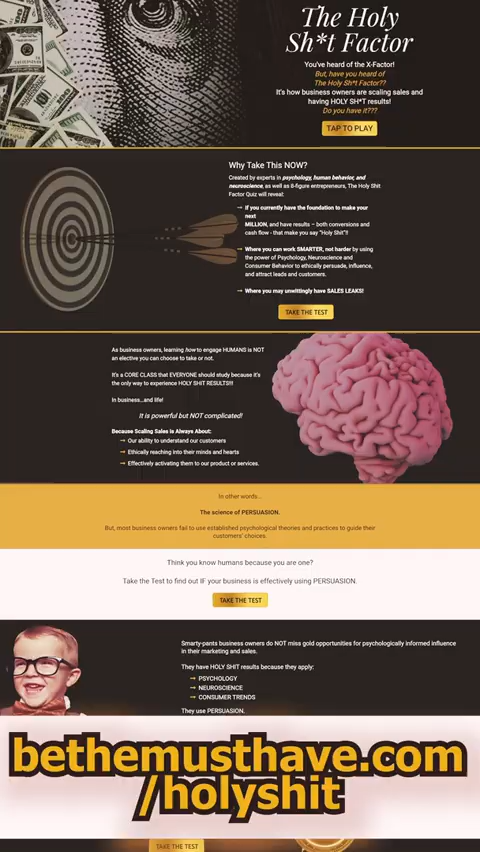 The Holy
Sh*t Factor
You've heard of the X-Factor!
But, have you heard of
The Holy Sh*t Factor??
It's how business owners are scaling sales and
having HOLY SH*T results!
Do you have it???
TAP TO PLAY
Why Take This NOW?
Created by experts in psychology, human behavior, and
neuroscience, as well as 8-figure entrepreneurs, The Holy Shit
Factor Quiz will reveal:
→ If you currently have the foundation to make your
next
MILLION, and have results – both conversions and
cash flow - that make you say "Holy Shit"!
→ Where you can work SMARTER, not harder by using
the power of Psychology, Neuroscience and
Consumer Behavior to ethically persuade, influence,
and attract leads and customers.
→ Where you may unwittingly have SALES LEAKS!
TAKE THE TEST
As business owners, learning how to engage HUMANS is NOT
an elective you can choose to take or not.
It's a CORE CLASS that EVERYONE should study because it's
the only way to experience HOLY SHIT RESULTS!!!
In business...and life!
It is powerful but NOT complicated!
Because Scaling Sales is Always About:
→ Our ability to understand our customers
→ Ethically reaching into their minds and hearts
→ Effectively activating them to our product or services.
In other words...
The science of PERSUASION.
But, most business owners fail to use established psychological theories and practices to guide their
customers' choices.
Think you know humans because you are one?
Take the Test to find out IF your business is effectively using PERSUASION.
TAKE THE TEST
Smarty-pants business owners do NOT miss gold opportunities for psychologically informed influence
in their marketing and sales.
They have HOLY SHIT results because they apply:
→ PSYCHOLOGY
→ NEUROSCIENCE
→ CONSUMER TRENDS
They use PERSUASION.
bethemusthave.com
/holyshit
TAKE THE TEST